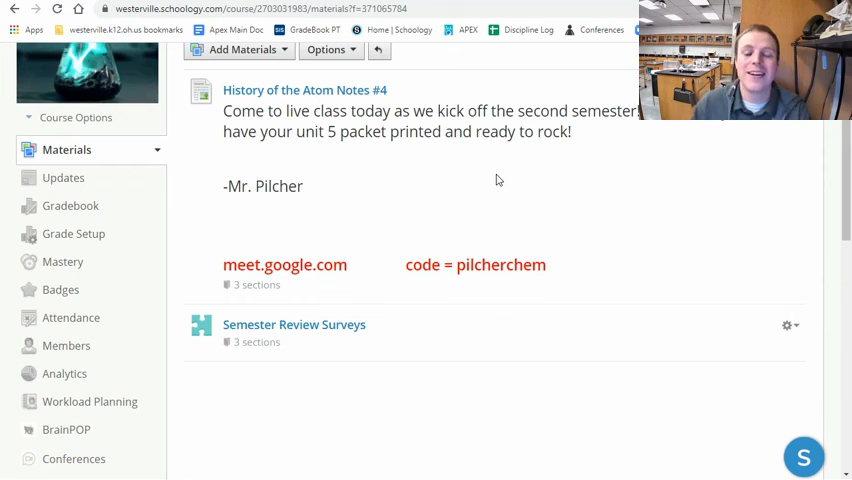 westerville.schoology.com/course/2703031983/materials?f=371065784
Apps westerville.k12.oh.us bookmarks Apex Main Doc SIS GradeBook PT Home | Schoology APEX Discipline Log Conferences
Add Materials Options
Course Options
Materials
Updates
Gradebook
Grade Setup
Mastery
Badges
Attendance
Members
Analytics
Workload Planning
BrainPOP
Conferences
History of the Atom Notes #4
Come to live class today as we kick off the second semester
have your unit 5 packet printed and ready to rock!
-Mr. Pilcher
meet.google.com code = pilcherchem
3 sections
Semester Review Surveys
3 sections
S